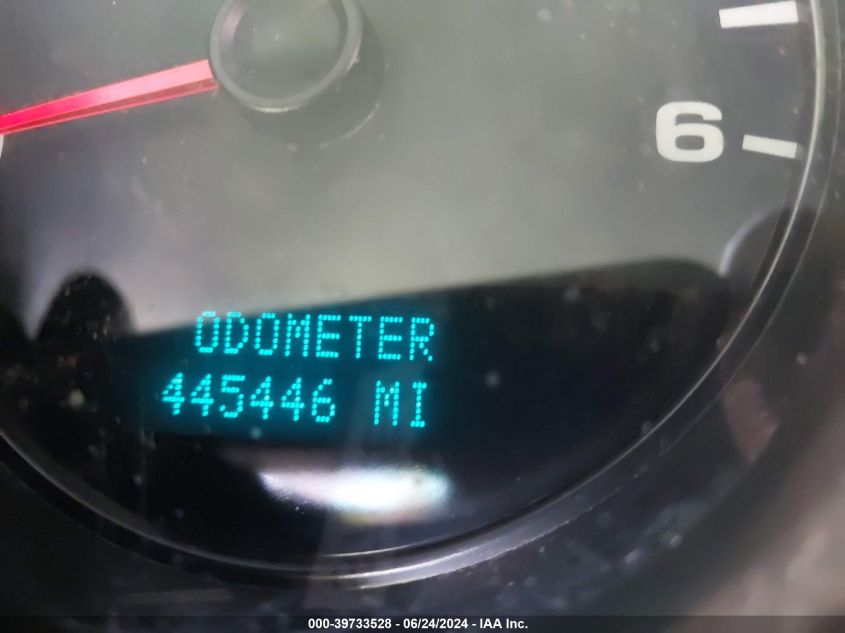 6
ODOMETER
445446 MI
000-39733528 - 06/24/2024 - IAA Inc.